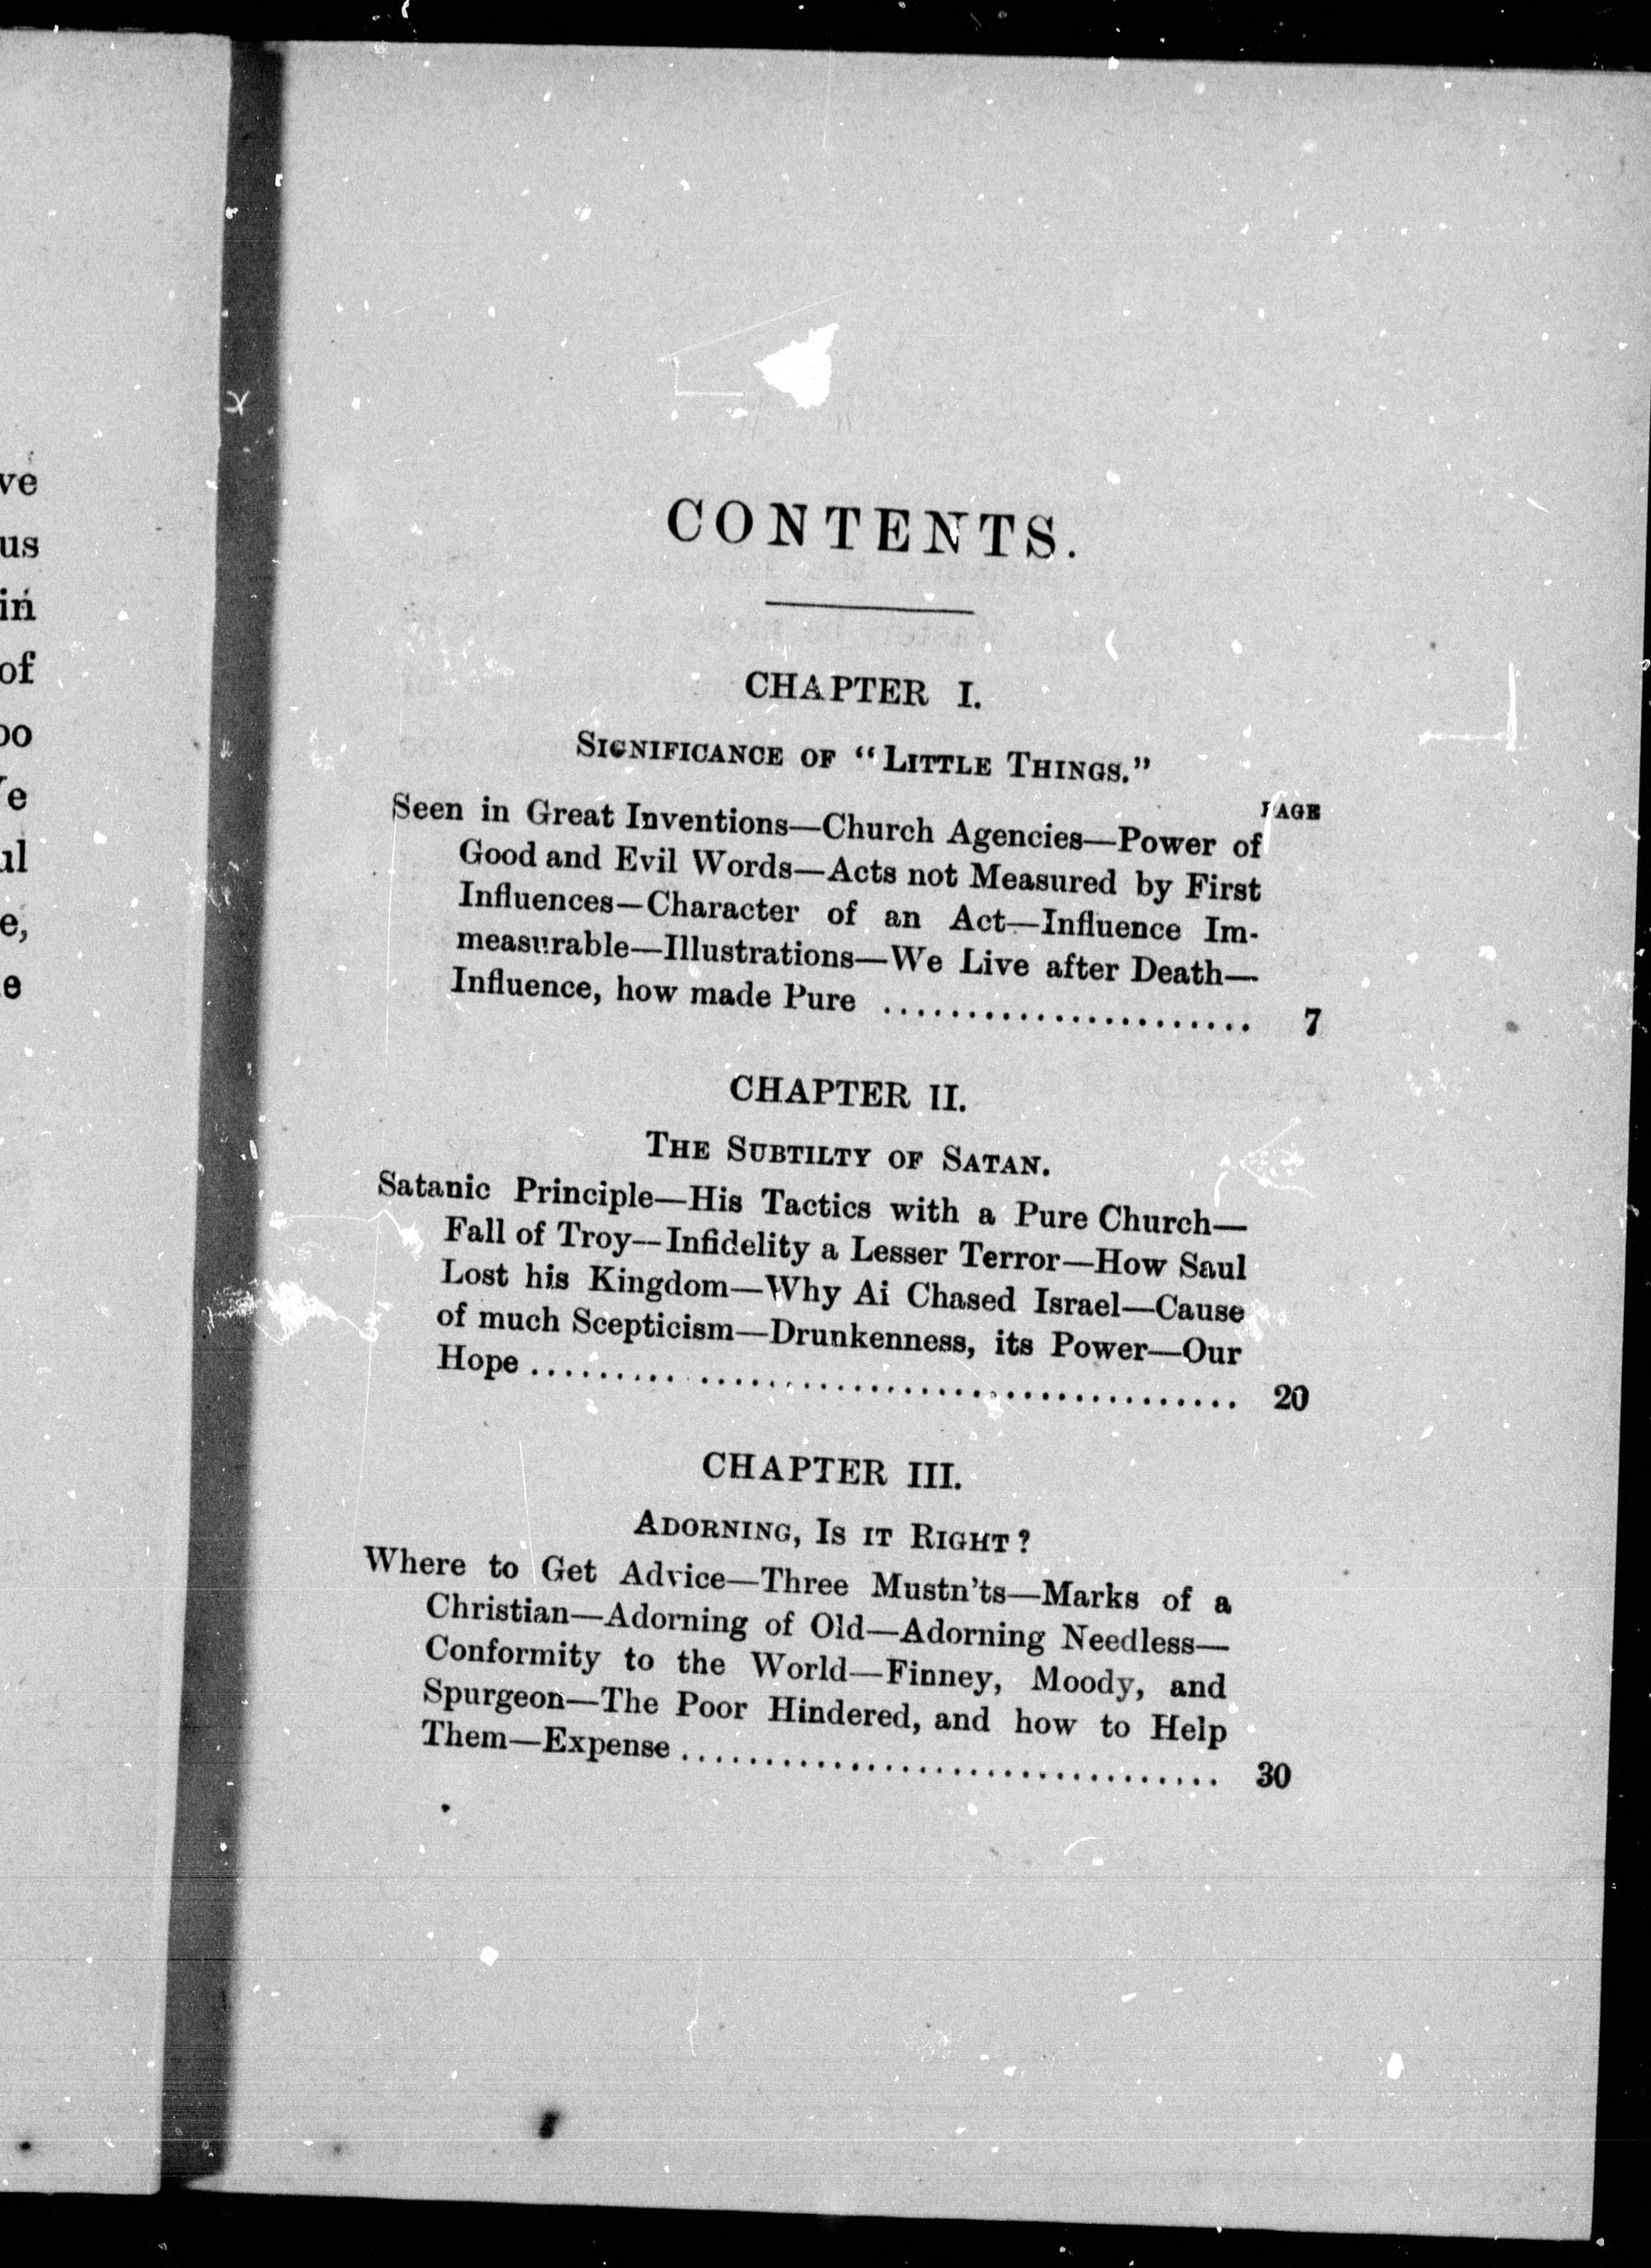 ve
us
in
of
oo
e
ul
e,
e
CONTENTS.
CHAPTER I.
SIGNIFICANCE OF “LITTLE THINGS.”
PAGE
Seen in Great Inventions—Church Agencies—Power of
Good and Evil Words—Acts not Measured by First
Influences—Character of an Act—Influence Im-
measurable—Illustrations—We Live after Death—
Influence, how made Pure ...................... 7
CHAPTER II.
THE SUBTILTY OF SATAN.
Satanic Principle—His Tactics with a Pure Church—
Fall of Troy—Infidelity a Lesser Terror—How Saul
Lost his Kingdom—Why Ai Chased Israel—Cause
of much Scepticism—Drunkenness, its Power—Our
Hope .......................................... 20
CHAPTER III.
ADORNING, IS IT RIGHT?
Where to Get Advice—Three Mustn’ts—Marks of a
Christian—Adorning of Old—Adorning Needless—
Conformity to the World—Finney, Moody, and
Spurgeon—The Poor Hindered, and how to Help
Them—Expense ................................ 30